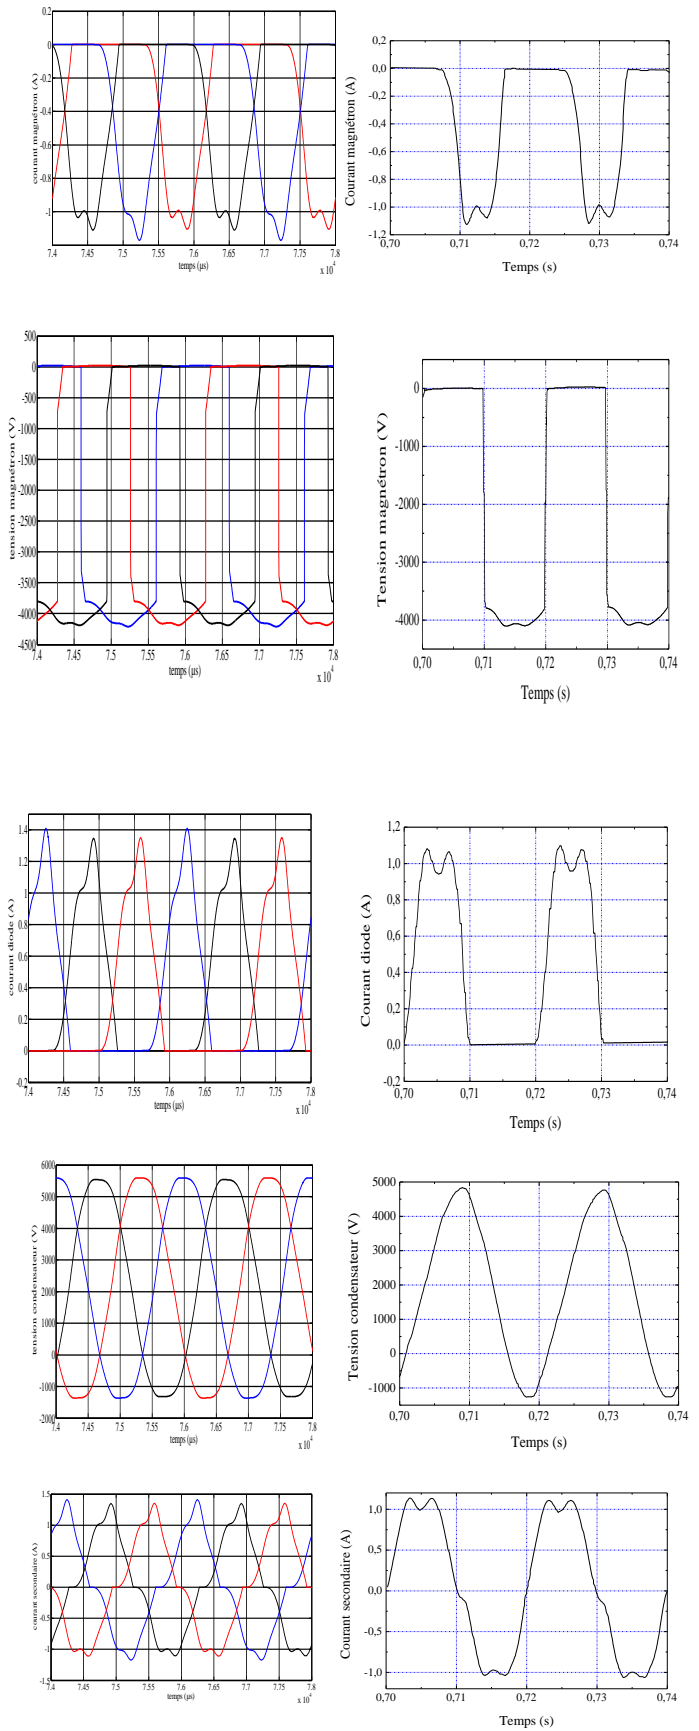 0.2
0
-0.2
-0.4
-0.6
-0.8
-1
courant magnétron (A)
7.4 7.45 7.5 7.55 7.6 7.65 7.7 7.75 7.8
temps (µs)
x 10⁴
0,2
0,0
-0,2
-0,4
-0,6
-0,8
-1,0
-1,2
Courant magnétron (A)
0,70 0,71 0,72 0,73 0,74
Temps (s)
500
0
-500
-1000
-1500
-2000
-2500
-3000
-3500
-4000
-4500
tension magnétron (V)
7.4 7.45 7.5 7.55 7.6 7.65 7.7 7.75 7.8
temps (µs)
x 10⁴
0
-1000
-2000
-3000
-4000
Tension magnétron (V)
0,70 0,71 0,72 0,73 0,74
Temps (s)
1.4
1.2
1
0.8
0.6
0.4
0.2
0
-0.2
courant diode (A)
7.4 7.45 7.5 7.55 7.6 7.65 7.7 7.75 7.8
temps (µs)
x 10⁴
1,2
1,0
0,8
0,6
0,4
0,2
0,0
-0,2
Courant diode (A)
0,70 0,71 0,72 0,73 0,74
Temps (s)
6000
5000
4000
3000
2000
1000
0
-1000
-2000
tension condensateur (V)
7.4 7.45 7.5 7.55 7.6 7.65 7.7 7.75 7.8
temps (µs)
x 10⁴
5000
4000
3000
2000
1000
0
-1000
Tension condensateur (V)
0,70 0,71 0,72 0,73 0,74
Temps (s)
1.5
1
0.5
0
-0.5
-1
-1.5
courant secondaire (A)
7.4 7.45 7.5 7.55 7.6 7.65 7.7 7.75 7.8
temps (µs)
x 10⁴
1,0
0,5
0,0
-0,5
-1,0
Courant secondaire (A)
0,70 0,71 0,72 0,73 0,74
Temps (s)